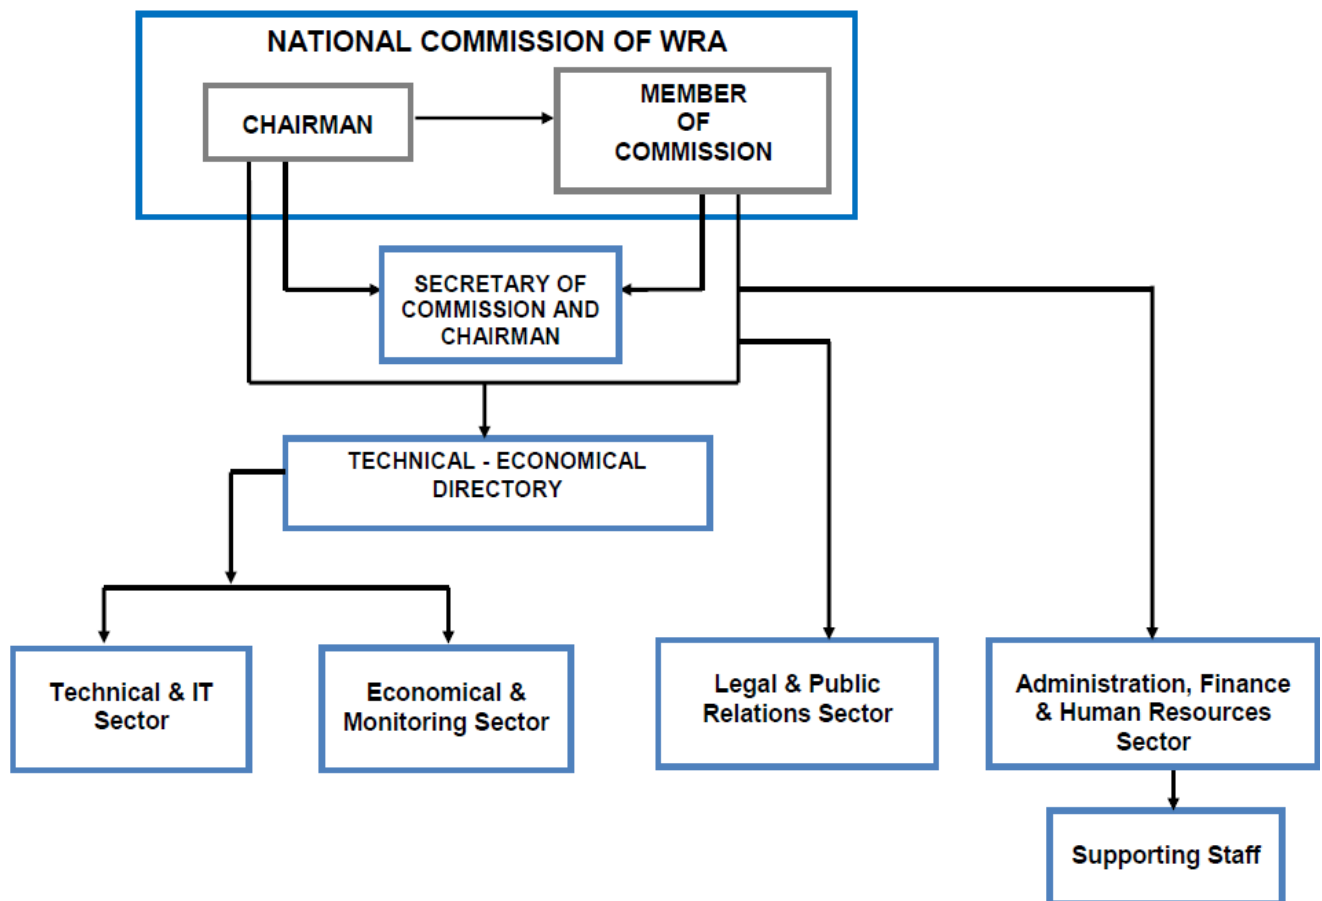 NATIONAL COMMISSION OF WRA
CHAIRMAN
MEMBER
OF
COMMISSION
SECRETARY OF
COMMISSION AND
CHAIRMAN
TECHNICAL - ECONOMICAL
DIRECTORY
Technical & IT
Sector
Economical &
Monitoring Sector
Legal & Public
Relations Sector
Administration, Finance
& Human Resources
Sector
Supporting Staff